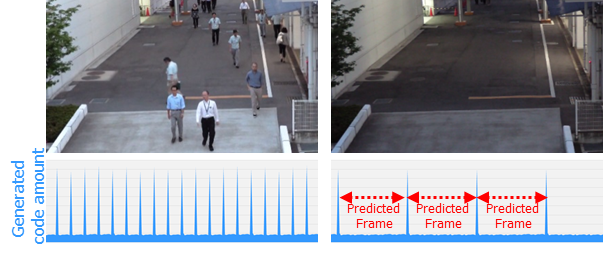 Generated
code amount
Predicted
Frame
Predicted
Frame
Predicted
Frame